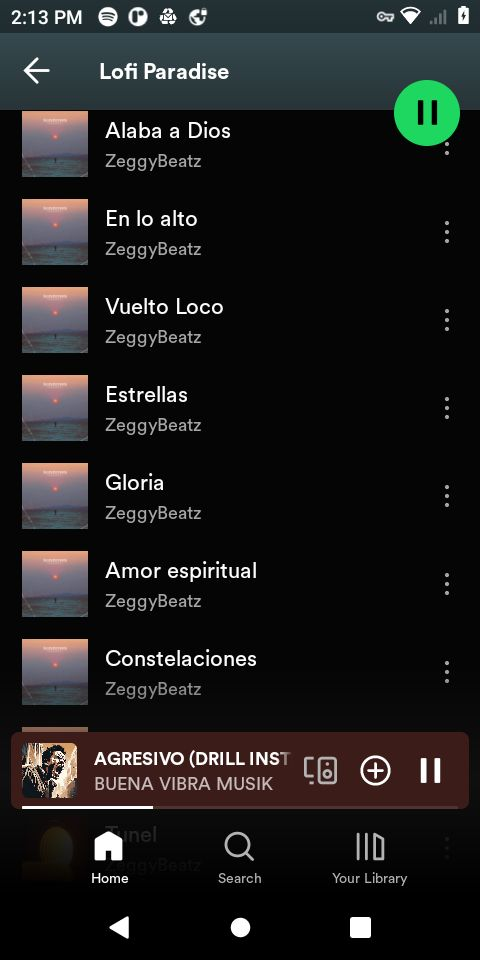 2:13 PM
Lofi Paradise
Alaba a Dios
ZeggyBeatz
En lo alto
ZeggyBeatz
Vuelto Loco
ZeggyBeatz
Estrellas
ZeggyBeatz
Gloria
ZeggyBeatz
Amor espiritual
ZeggyBeatz
Constelaciones
ZeggyBeatz
AGRESIVO (DRILL INST
BUENA VIBRA MUSIK
Tunel
ZeggyBeatz
Home
Search
Your Library